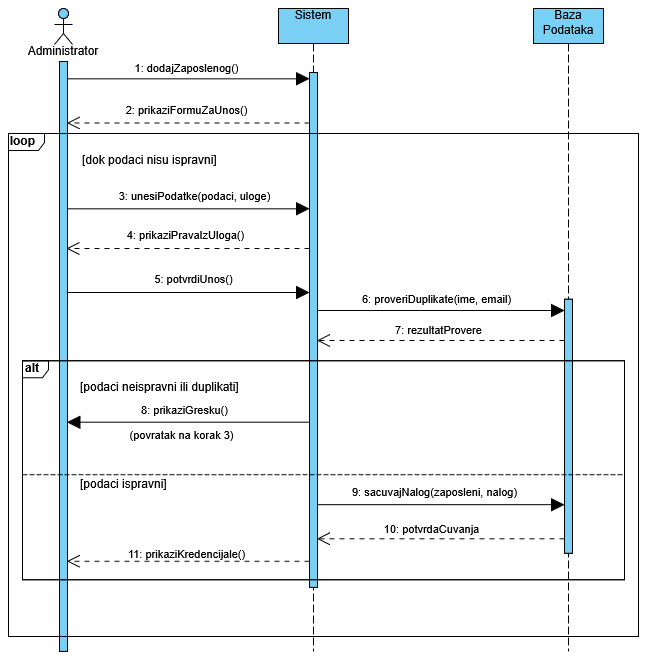 Sistem
Baza
Podataka
Administrator
1: dodajZaposlenog()
2: prikaziFormuZaUnos()
loop
[dok podaci nisu ispravni]
3: unesiPodatke(podaci, uloge)
4: prikaziPravaIzUloga()
5: potvrdiUnos()
6: proveriDuplikate(ime, email)
7: rezultatProvere
alt
[podaci neispravni ili duplikati]
8: prikaziGresku()
(povratak na korak 3)
[podaci ispravni]
9: sacuvajNalog(zaposleni, nalog)
10: potvrdaCuvanja
11: prikaziKredencijale()